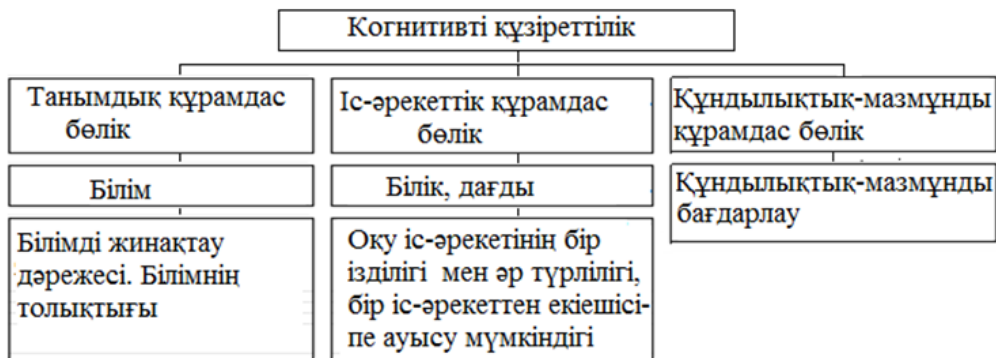 Когнитивті құзіреттілік
Танымдық құрамдас
бөлік
Іс-әрекеттік құрамдас
бөлік
Құндылықтық-мазмұнды
құрамдас бөлік
Білім
Білік, дағды
Құндылықтық-мазмұнды
бағдарлау
Білімді жинақтау
дәрежесі. Білімнің
толықтығы
Оқу іс-әрекетінің бір
ізділігі мен әр түрлілігі,
бір іс-әрекеттен екіешісі-
пе ауысу мүмкіндігі